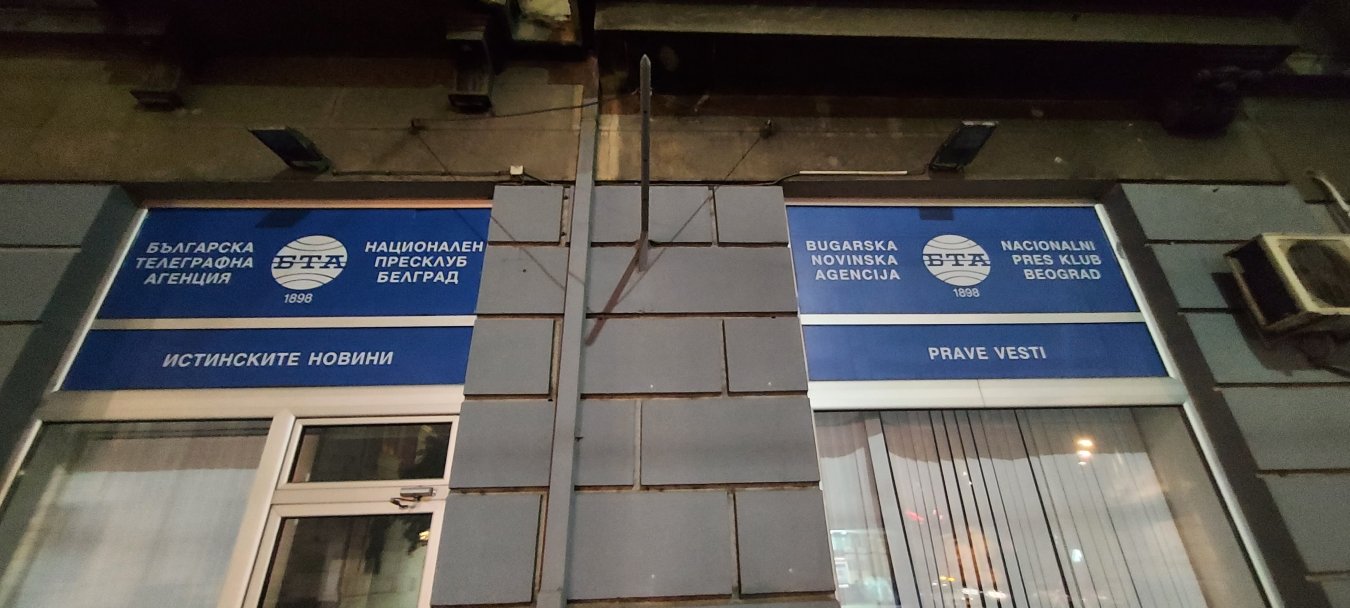 БЪЛГАРСКА
ТЕЛЕГРАФНА
АГЕНЦИЯ
БТА
1898
НАЦИОНАЛЕН
ПРЕСКЛУБ
БЕЛГРАД
ИСТИНСКИТЕ НОВИНИ
BUGARSKA
NOVINSKA
AGENCIJA
БТА
1898
NACIONALNI
PRES KLUB
BEOGRAD
PRAVE VESTI